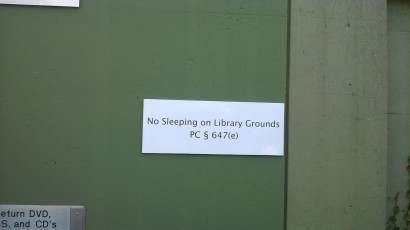 No Sleeping on Library Grounds
PC § 647(e)
eturn DVD,
S, and CD's